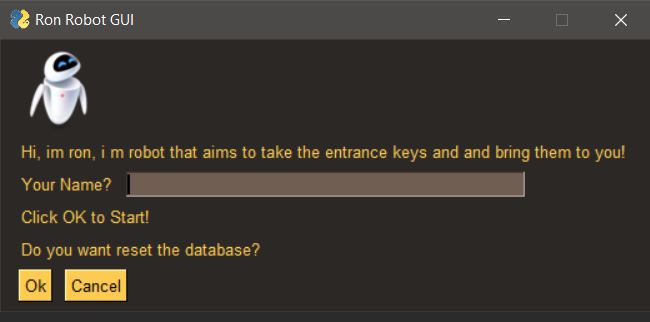 Ron Robot GUI
Hi, im ron, i m robot that aims to take the entrance keys and and bring them to you!
Your Name?
Click OK to Start!
Do you want reset the database?
Ok Cancel